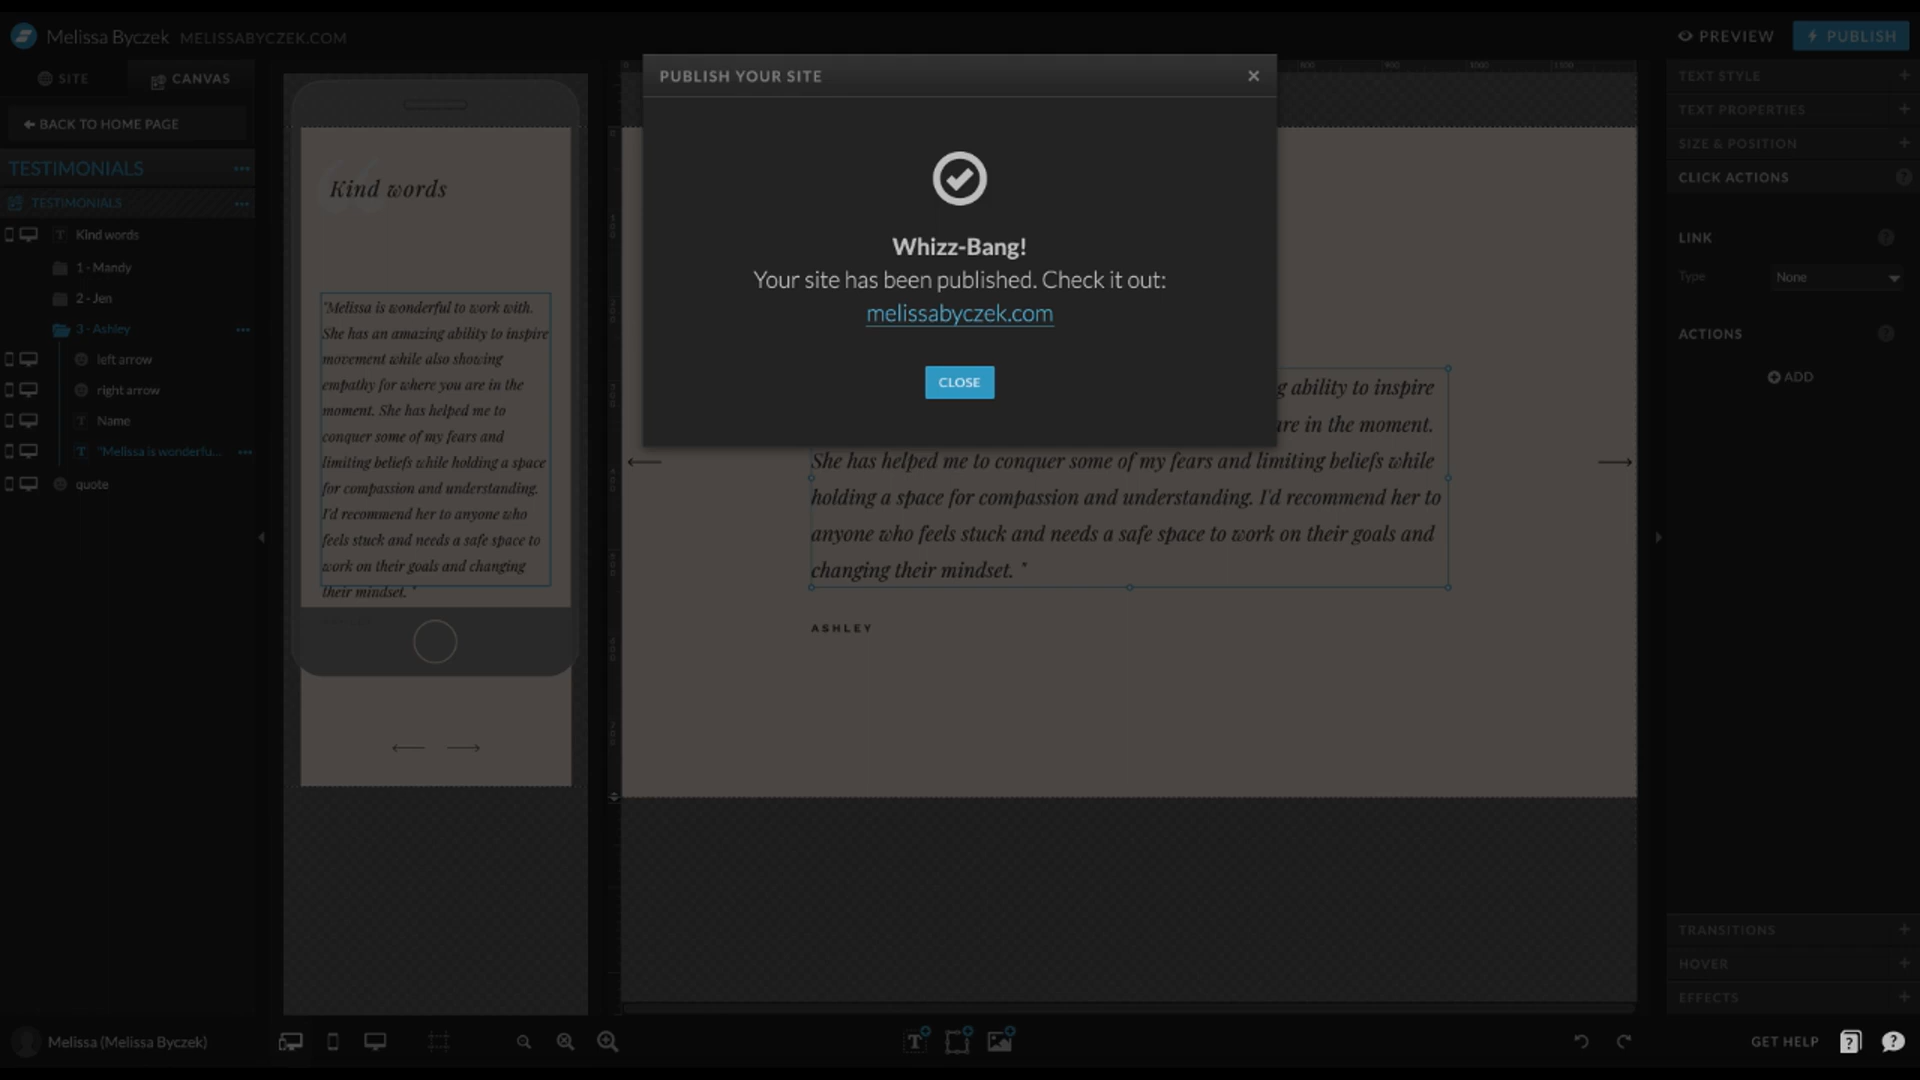 Melissa Byczek MELISSABYCZEK.COM
PREVIEW
PUBLISH
SITE
CANVAS
BACK TO HOME PAGE
TESTIMONIALS
TESTIMONIALS
Kind words
1 - Mandy
2 - Jen
3 - Ashley
left arrow
right arrow
Name
"Melissa is wonderfu...
quote
Kind words
"Melissa is wonderful to work with.
She has an amazing ability to inspire
movement while also showing
empathy for where you are in the
moment. She has helped me to
conquer some of my fears and
limiting beliefs while holding a space
for compassion and understanding.
I'd recommend her to anyone who
feels stuck and needs a safe space to
work on their goals and changing
their mindset. "
PUBLISH YOUR SITE
Whizz-Bang!
Your site has been published. Check it out:
melissabyczek.com
CLOSE
g ability to inspire
are in the moment.
She has helped me to conquer some of my fears and limiting beliefs while
holding a space for compassion and understanding. I'd recommend her to
anyone who feels stuck and needs a safe space to work on their goals and
changing their mindset. "
ASHLEY
TEXT STYLE
TEXT PROPERTIES
SIZE & POSITION
CLICK ACTIONS
LINK
Type None
ACTIONS
ADD
TRANSITIONS
HOVER
EFFECTS
Melissa (Melissa Byczek)
GET HELP